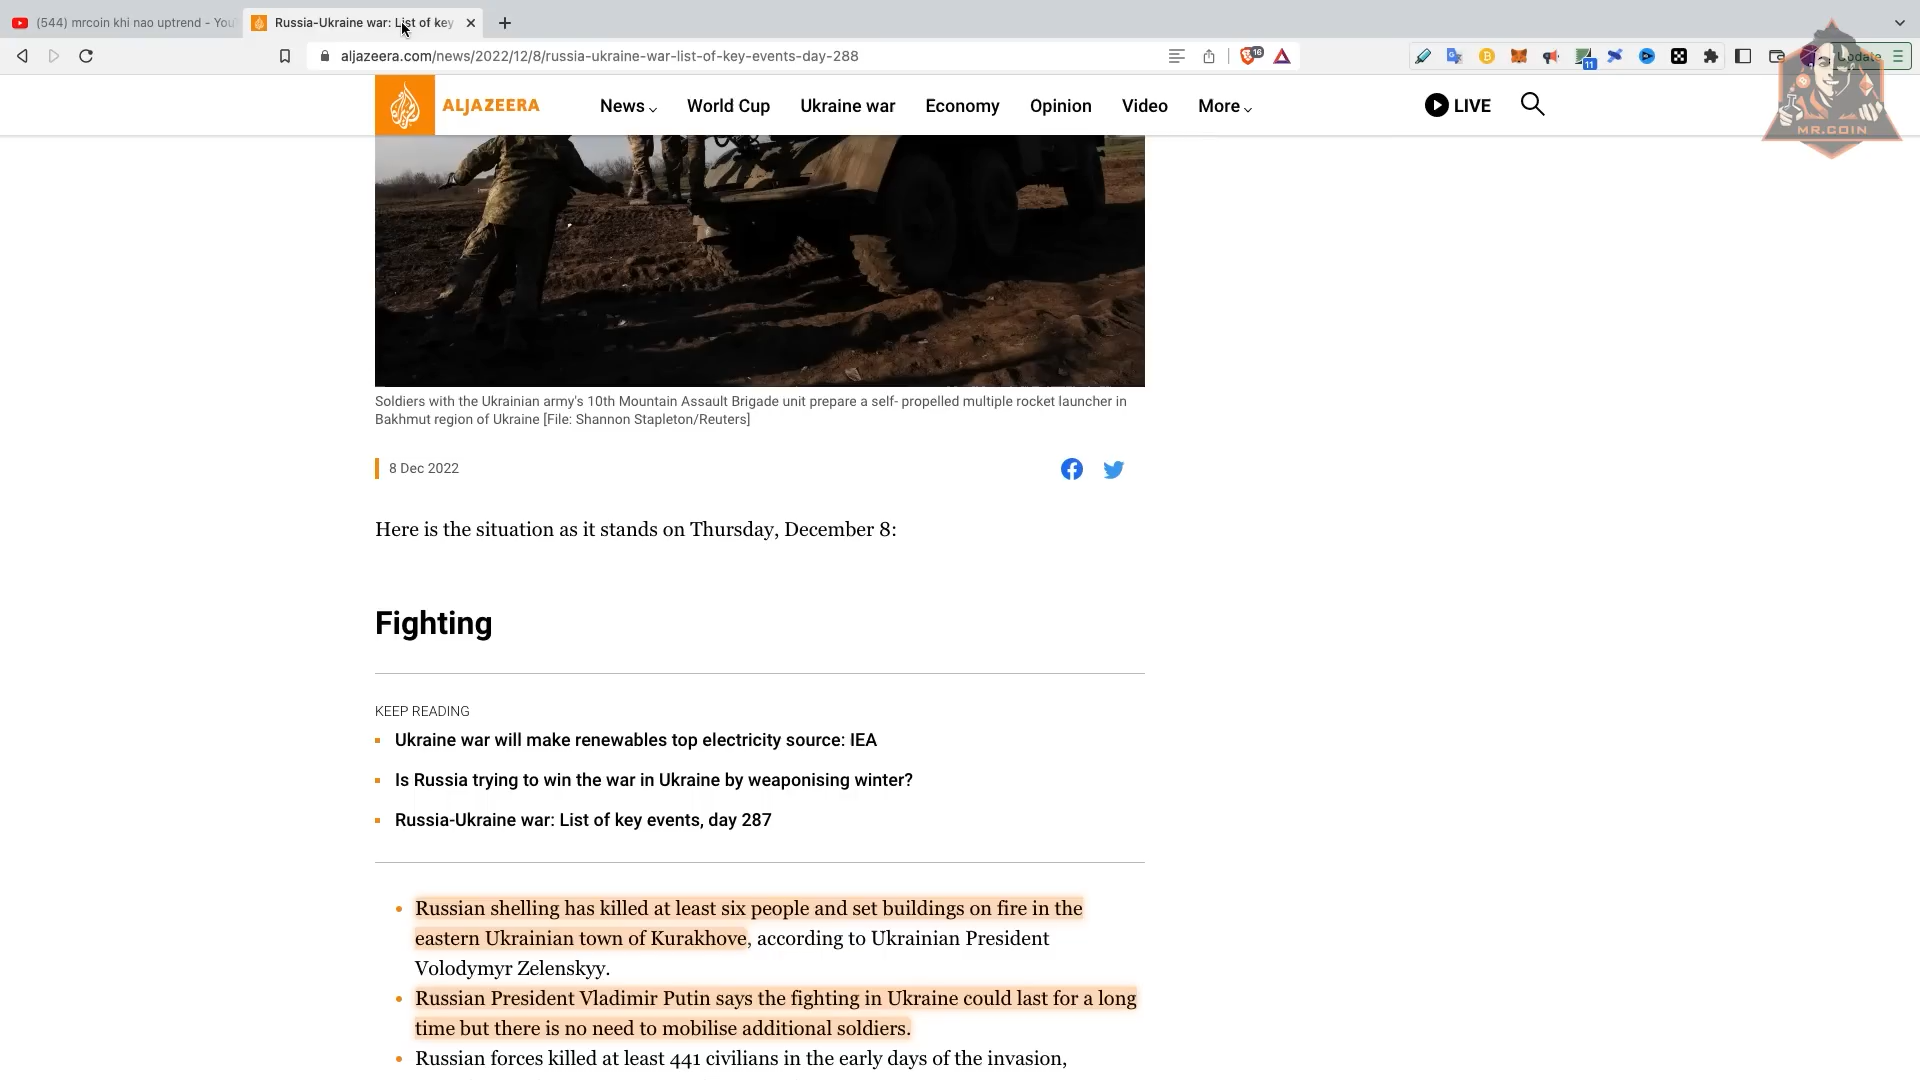 (544) mrcoin khi nao uptrend - You
Russia-Ukraine war: List of key
aljazeera.com/news/2022/12/8/russia-ukraine-war-list-of-key-events-day-288
16
11
Update
MR.COIN
ALJAZEERA
News
World Cup
Ukraine war
Economy
Opinion
Video
More
LIVE
Soldiers with the Ukrainian army's 10th Mountain Assault Brigade unit prepare a self- propelled multiple rocket launcher in
Bakhmut region of Ukraine [File: Shannon Stapleton/Reuters]
8 Dec 2022
Here is the situation as it stands on Thursday, December 8:
Fighting
KEEP READING
Ukraine war will make renewables top electricity source: IEA
Is Russia trying to win the war in Ukraine by weaponising winter?
Russia-Ukraine war: List of key events, day 287
Russian shelling has killed at least six people and set buildings on fire in the
eastern Ukrainian town of Kurakhove, according to Ukrainian President
Volodymyr Zelenskyy.
Russian President Vladimir Putin says the fighting in Ukraine could last for a long
time but there is no need to mobilise additional soldiers.
Russian forces killed at least 441 civilians in the early days of the invasion,